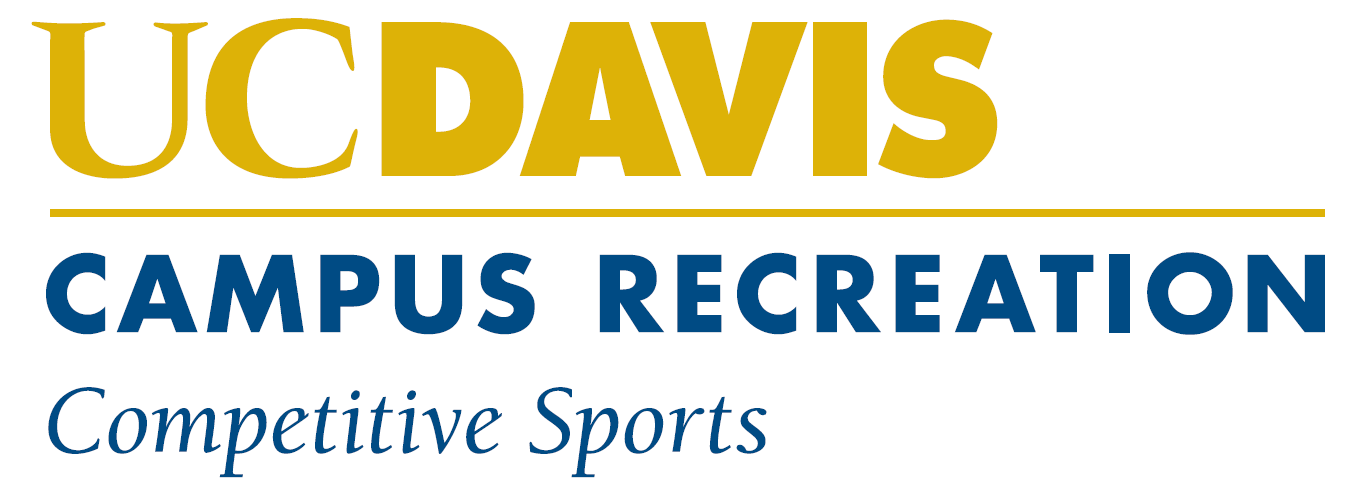 UCDAVIS
CAMPUS RECREATION
Competitive Sports